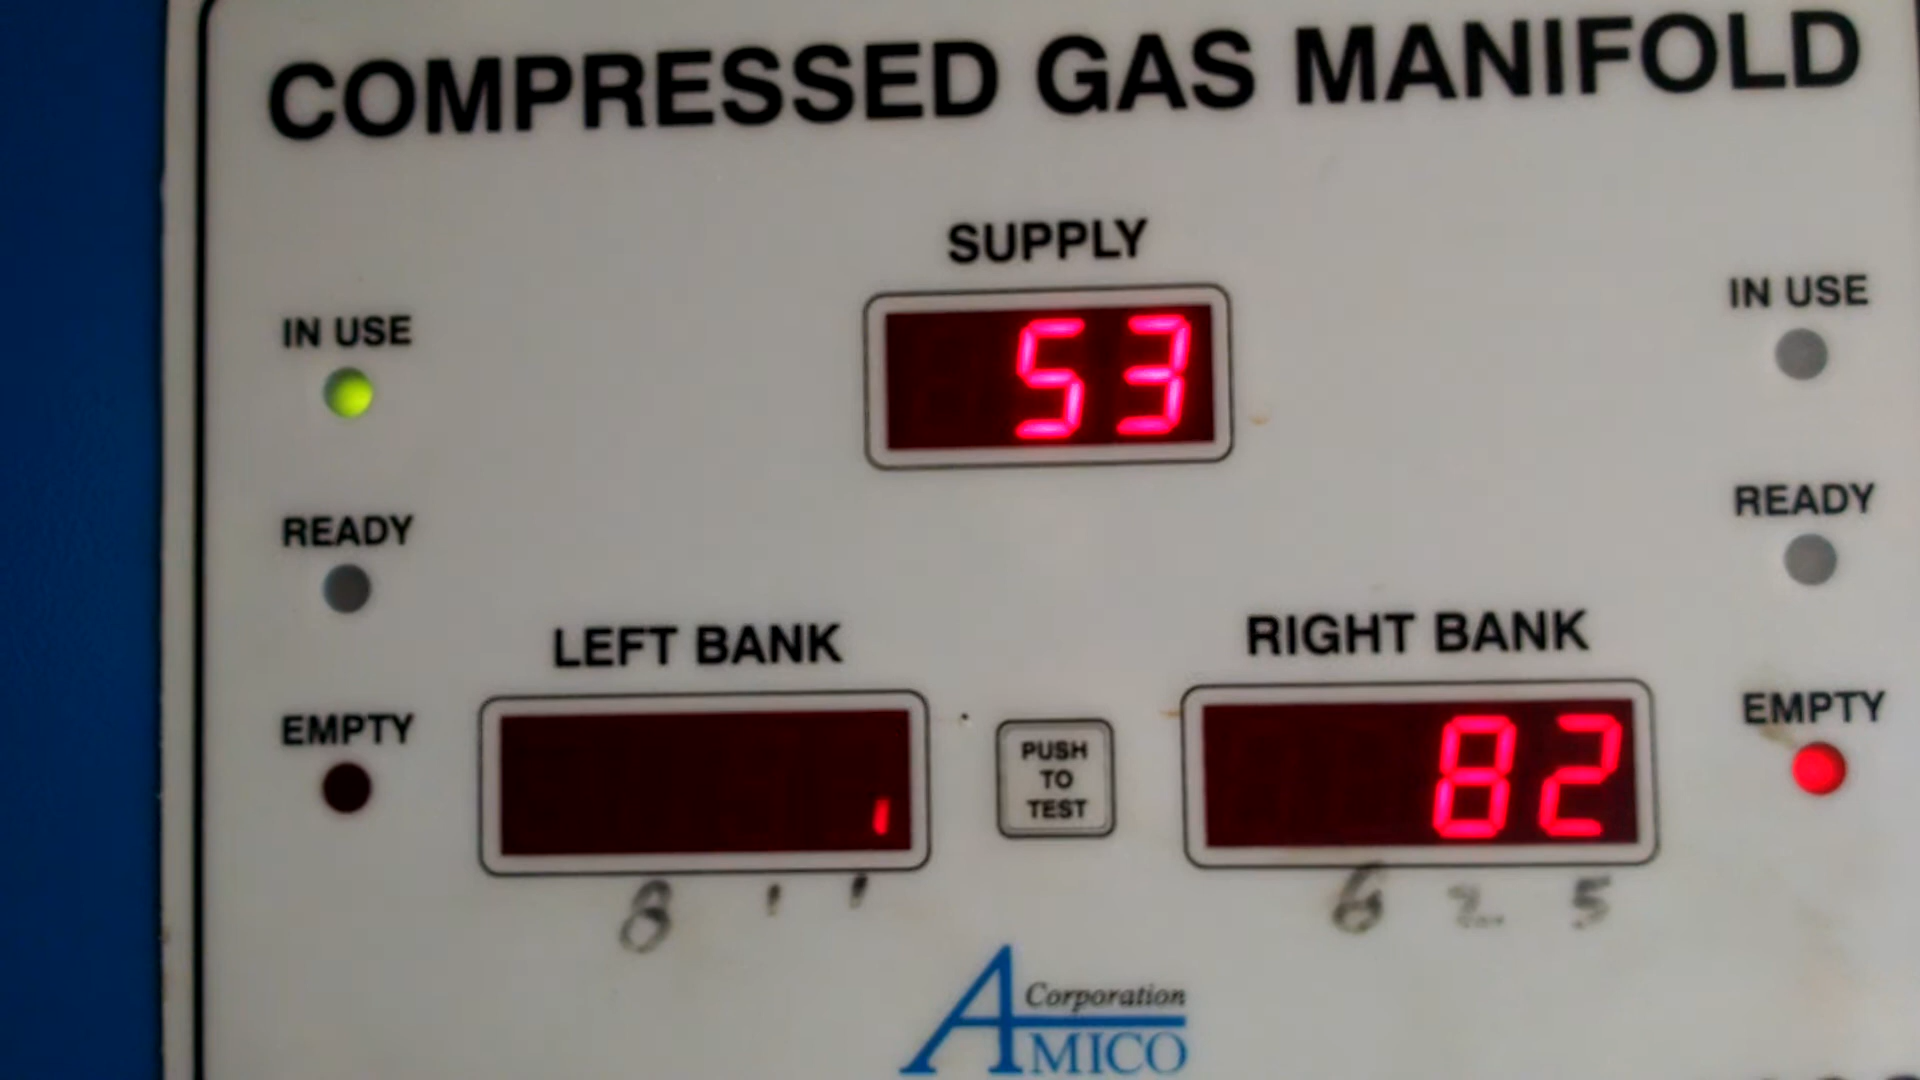 COMPRESSED GAS MANIFOLD
SUPPLY
53
IN USE
IN USE
READY
READY
LEFT BANK
RIGHT BANK
EMPTY
EMPTY
PUSH
TO
TEST
82
8 1 1
6 2 5
Corporation
AMICO